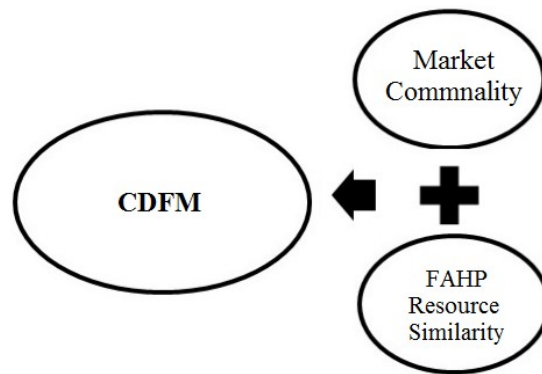 Market
Commnality
CDFM
FAHP
Resource
Similarity